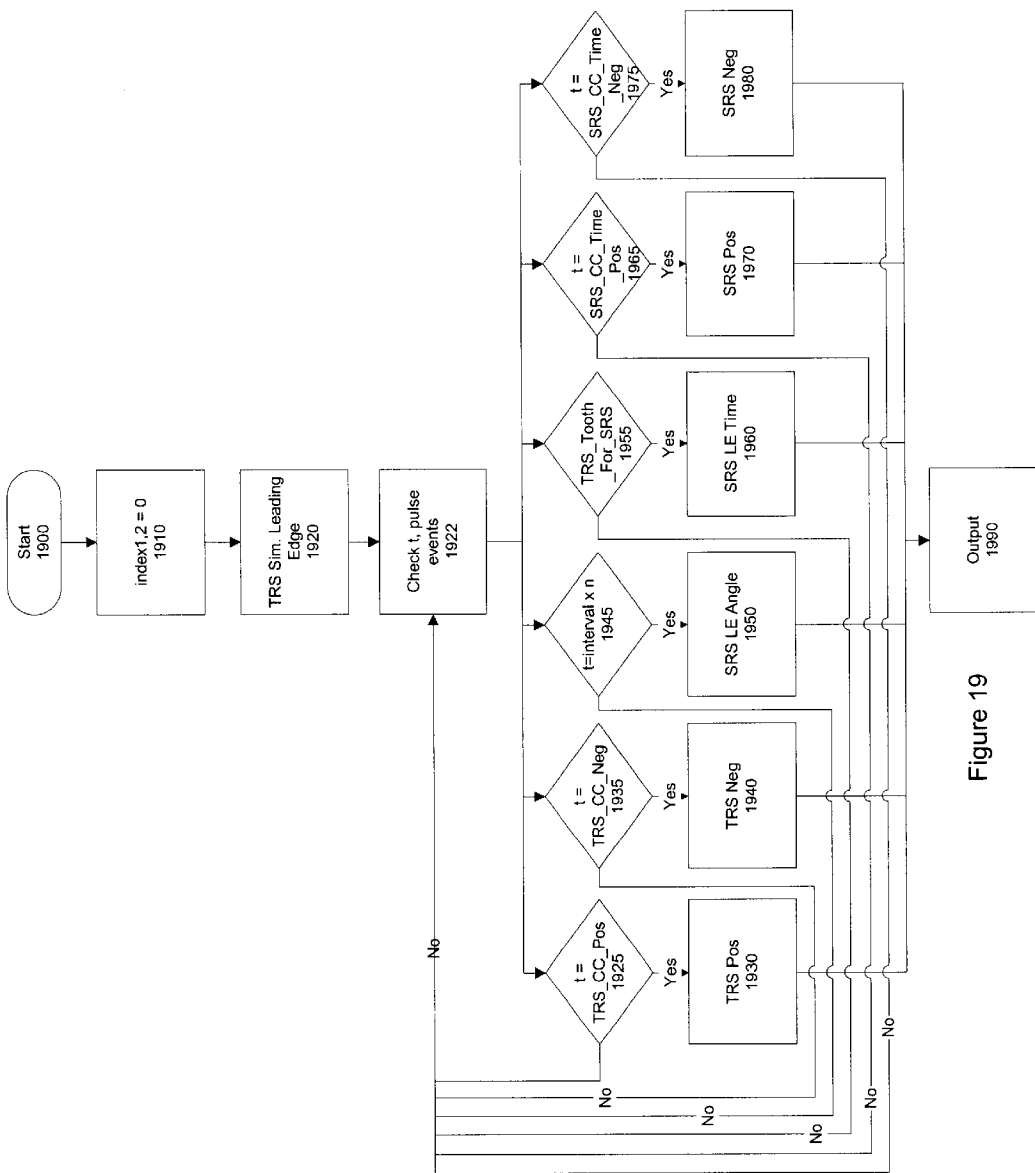 Start
1900
index1,2 = 0
1910
TRS Sim. Leading
Edge
1920
Check t, pulse
events
1922
No
t =
TRS_CC_Pos
1925
t =
TRS_CC_Neg
1935
t=interval x n
1945
TRS_Tooth
_For_SRS
1955
t =
SRS_CC_Time
_Pos
1965
t =
SRS_CC_Time
_Neg
1975
Yes
Yes
Yes
Yes
Yes
Yes
TRS Pos
1930
TRS Neg
1940
SRS LE Angle
1950
SRS LE Time
1960
SRS Pos
1970
SRS Neg
1980
No
No
No
No
No
Output
1990
Figure 19